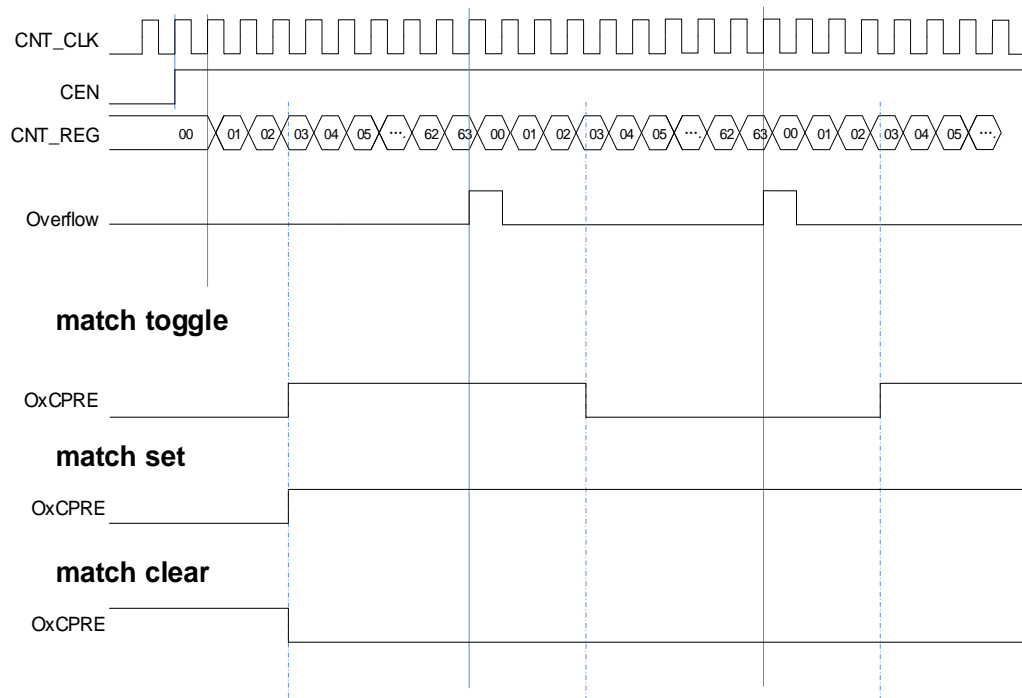 CNT_CLK
CEN
CNT_REG 00 01 02 03 04 05 ···. 62 63 00 01 02 03 04 05 ···. 62 63 00 01 02 03 04 05 ···.
Overflow
match toggle
OxCPRE
match set
OxCPRE
match clear
OxCPRE